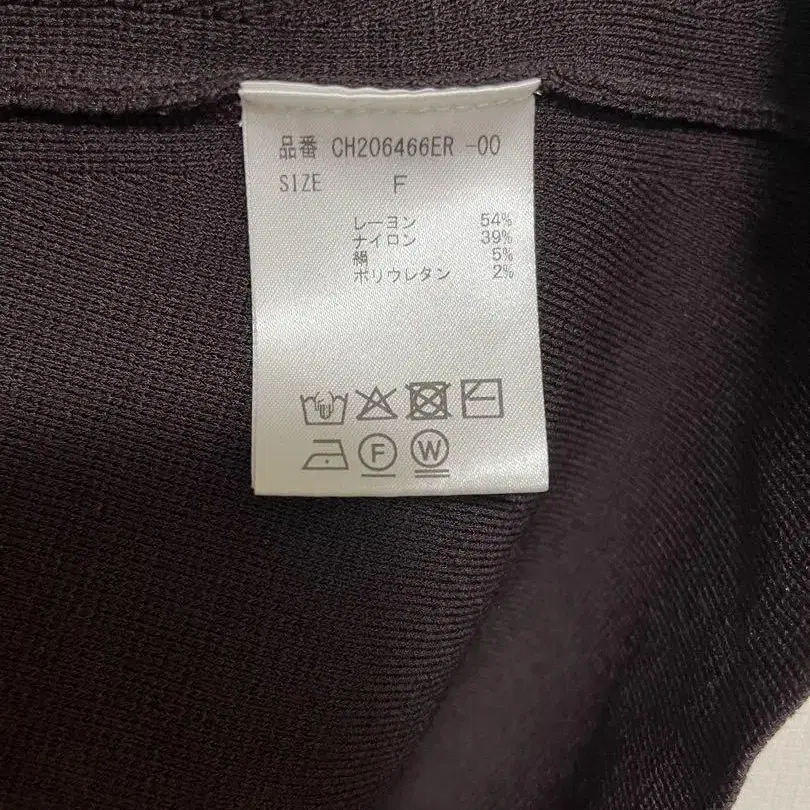 品番 CH206466ER -00
SIZE F
レーヨン 54%
ナイロン 39%
絹 5%
ポリウレタン 2%
F W